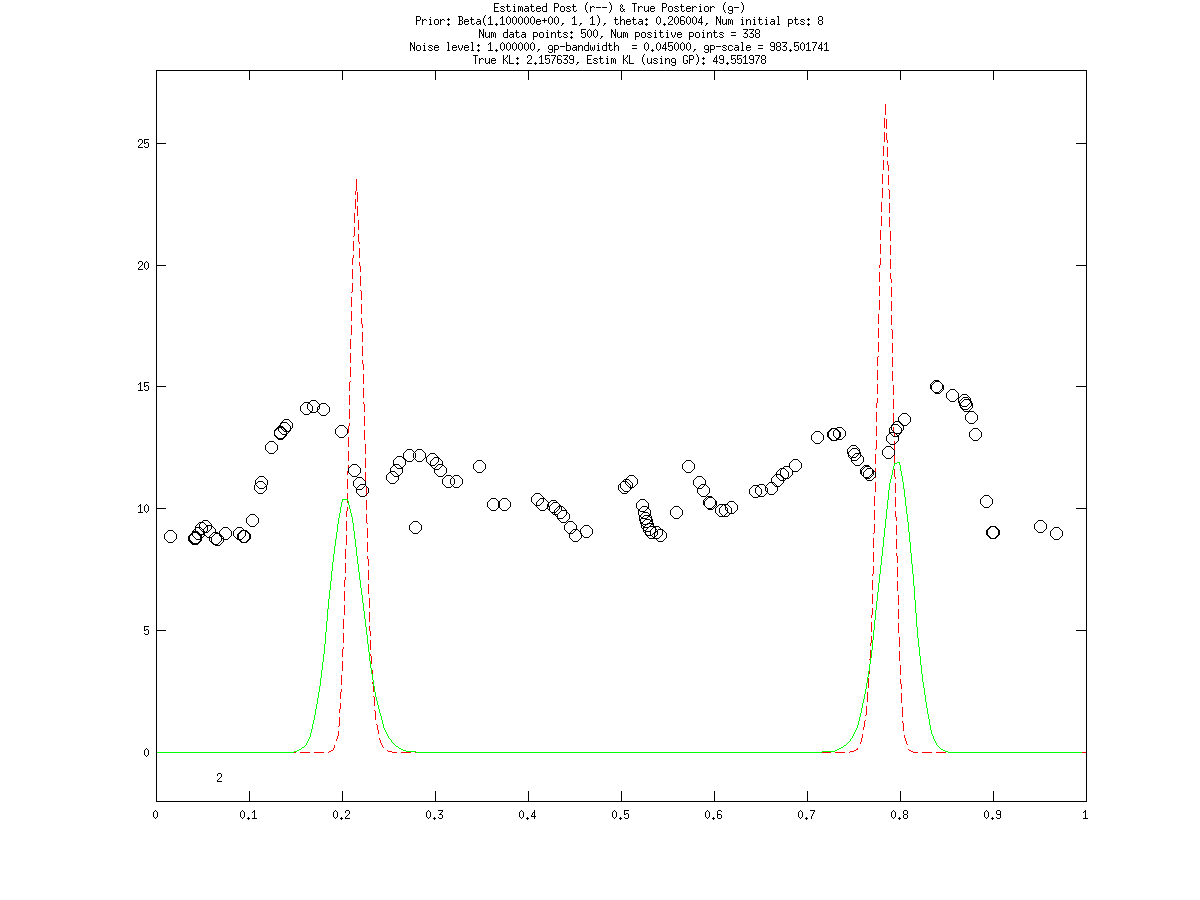 Estimated Post (r--) & True Posterior (g-)
Prior: Beta(1.100000e+00, 1, 1), theta: 0.206004, Num initial pts: 8
Num data points: 500, Num positive points = 338
Noise level: 1.000000, gp-bandwidth  = 0.045000, gp-scale = 983.501741
True KL: 2.157639, Estim KL (using GP): 49.551978
25
20
15
10
5
0
2
0 0.1 0.2 0.3 0.4 0.5 0.6 0.7 0.8 0.9 1